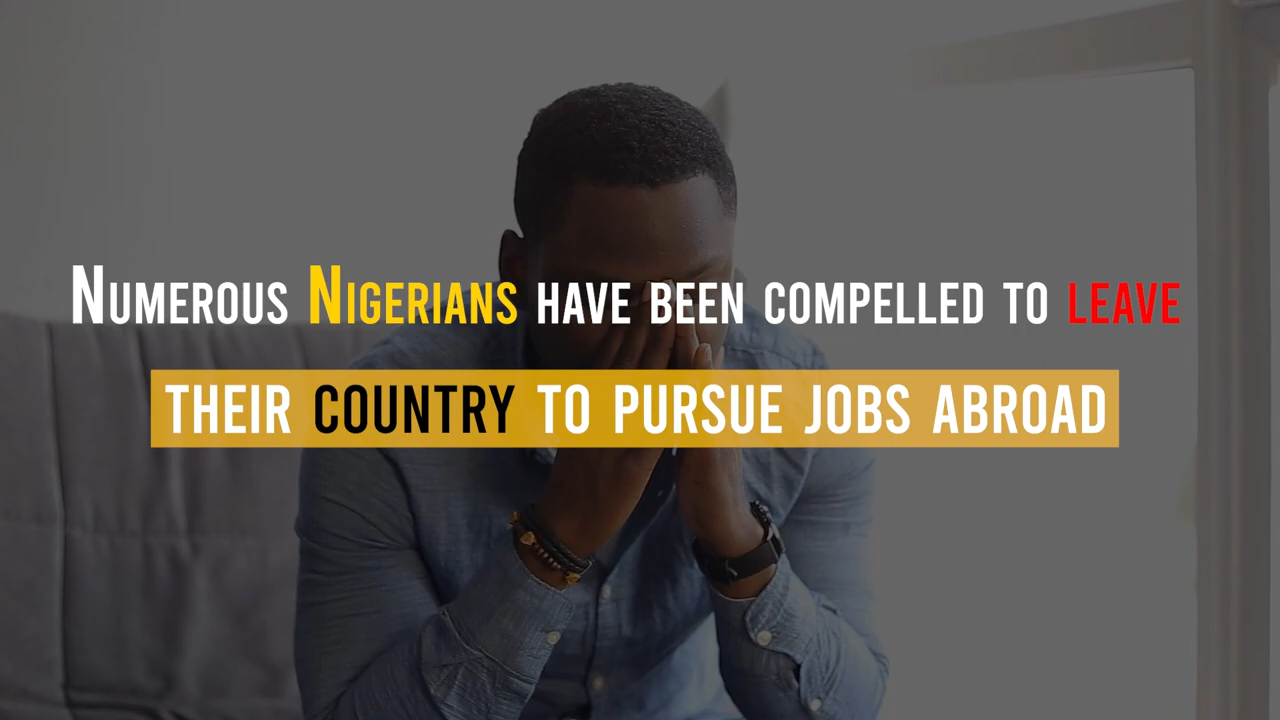 Numerous Nigerians have been compelled to leave
their country to pursue jobs abroad